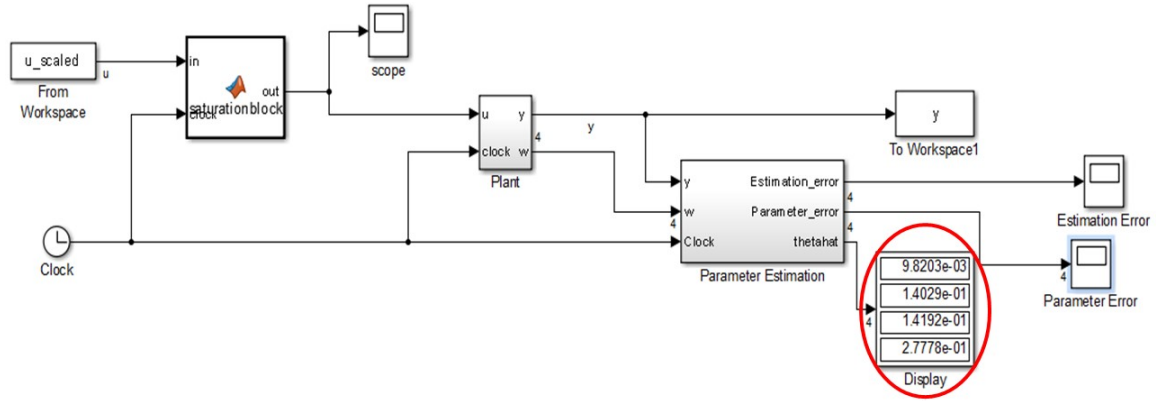 u_scaled
u
From
Workspace
in
clock
out
saturationblock
scope
u
clock
y
w
4
Plant
y
y
To Workspace1
y
w
4
Clock
Estimation_error
4
Parameter_error
4
thetahat
Parameter Estimation
Clock
4
9.8203e-03
1.4029e-01
1.4192e-01
2.7778e-01
Display
Estimation Error
4
Parameter Error